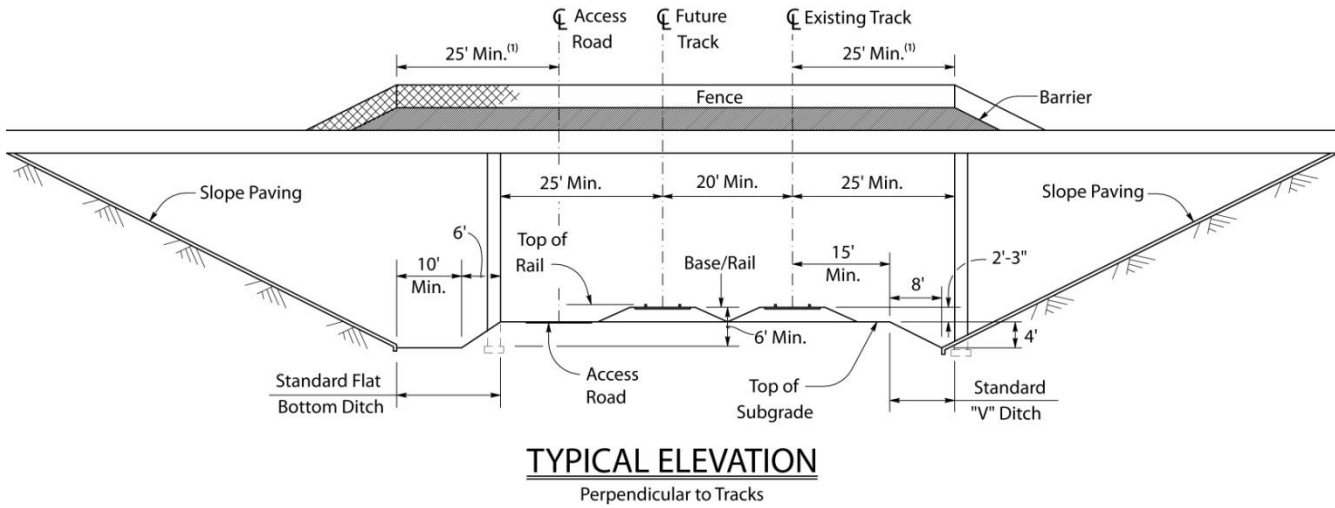 ℄ Access
Road
℄ Future
Track
℄ Existing Track
25' Min.(1)
25' Min.(1)
Fence
Barrier
Slope Paving
25' Min.
20' Min.
25' Min.
Slope Paving
6'
10'
Min.
Top of
Rail
Base/Rail
15'
Min.
8'
2'-3"
6' Min.
4'
Standard Flat
Bottom Ditch
Access
Road
Top of
Subgrade
Standard
"V" Ditch
TYPICAL ELEVATION
Perpendicular to Tracks